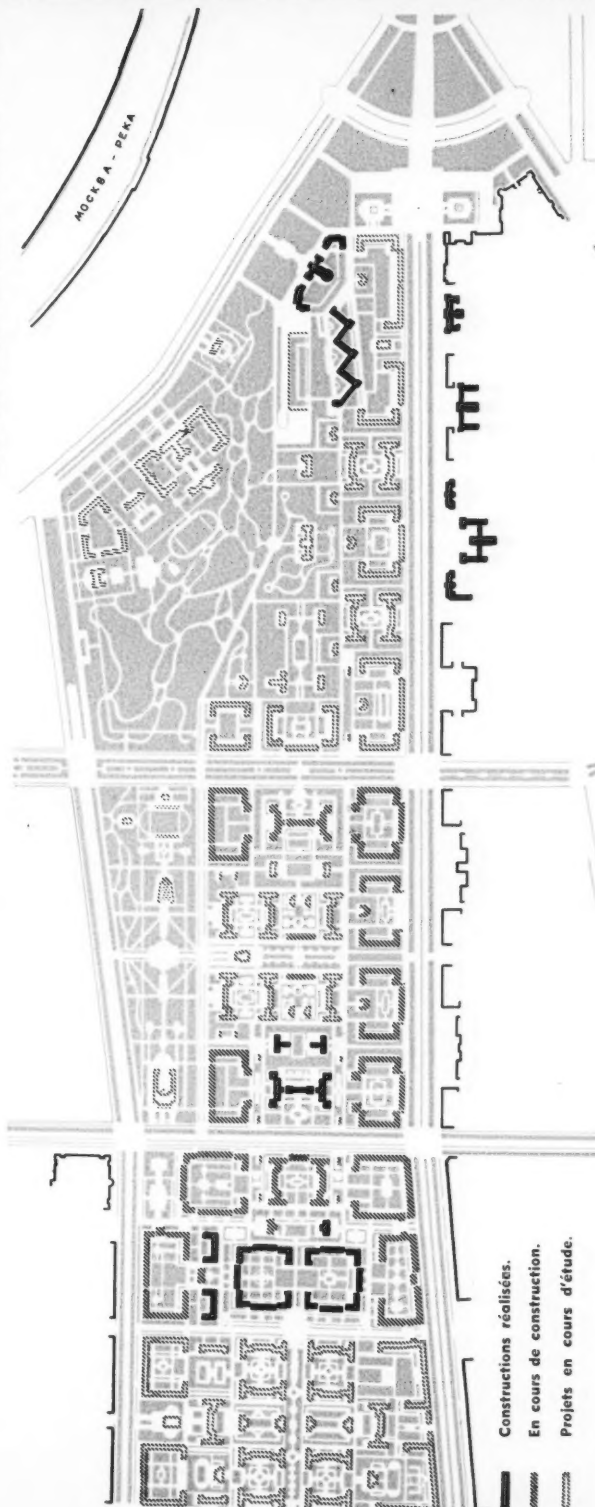 МОСКВА - РЕКА
Constructions réalisées.
En cours de construction.
Projets en cours d'étude.